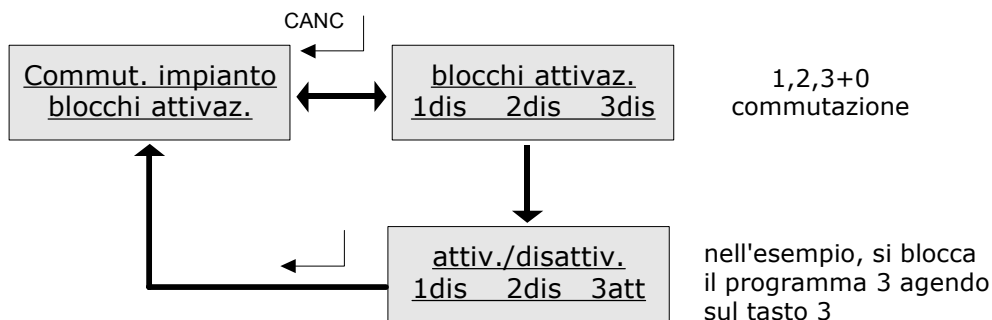 CANC
Commut. impianto
blocchi attivaz.
blocchi attivaz.
1dis 2dis 3dis
1,2,3+0
commutazione
attiv./disattiv.
1dis 2dis 3att
nell'esempio, si blocca
il programma 3 agendo
sul tasto 3